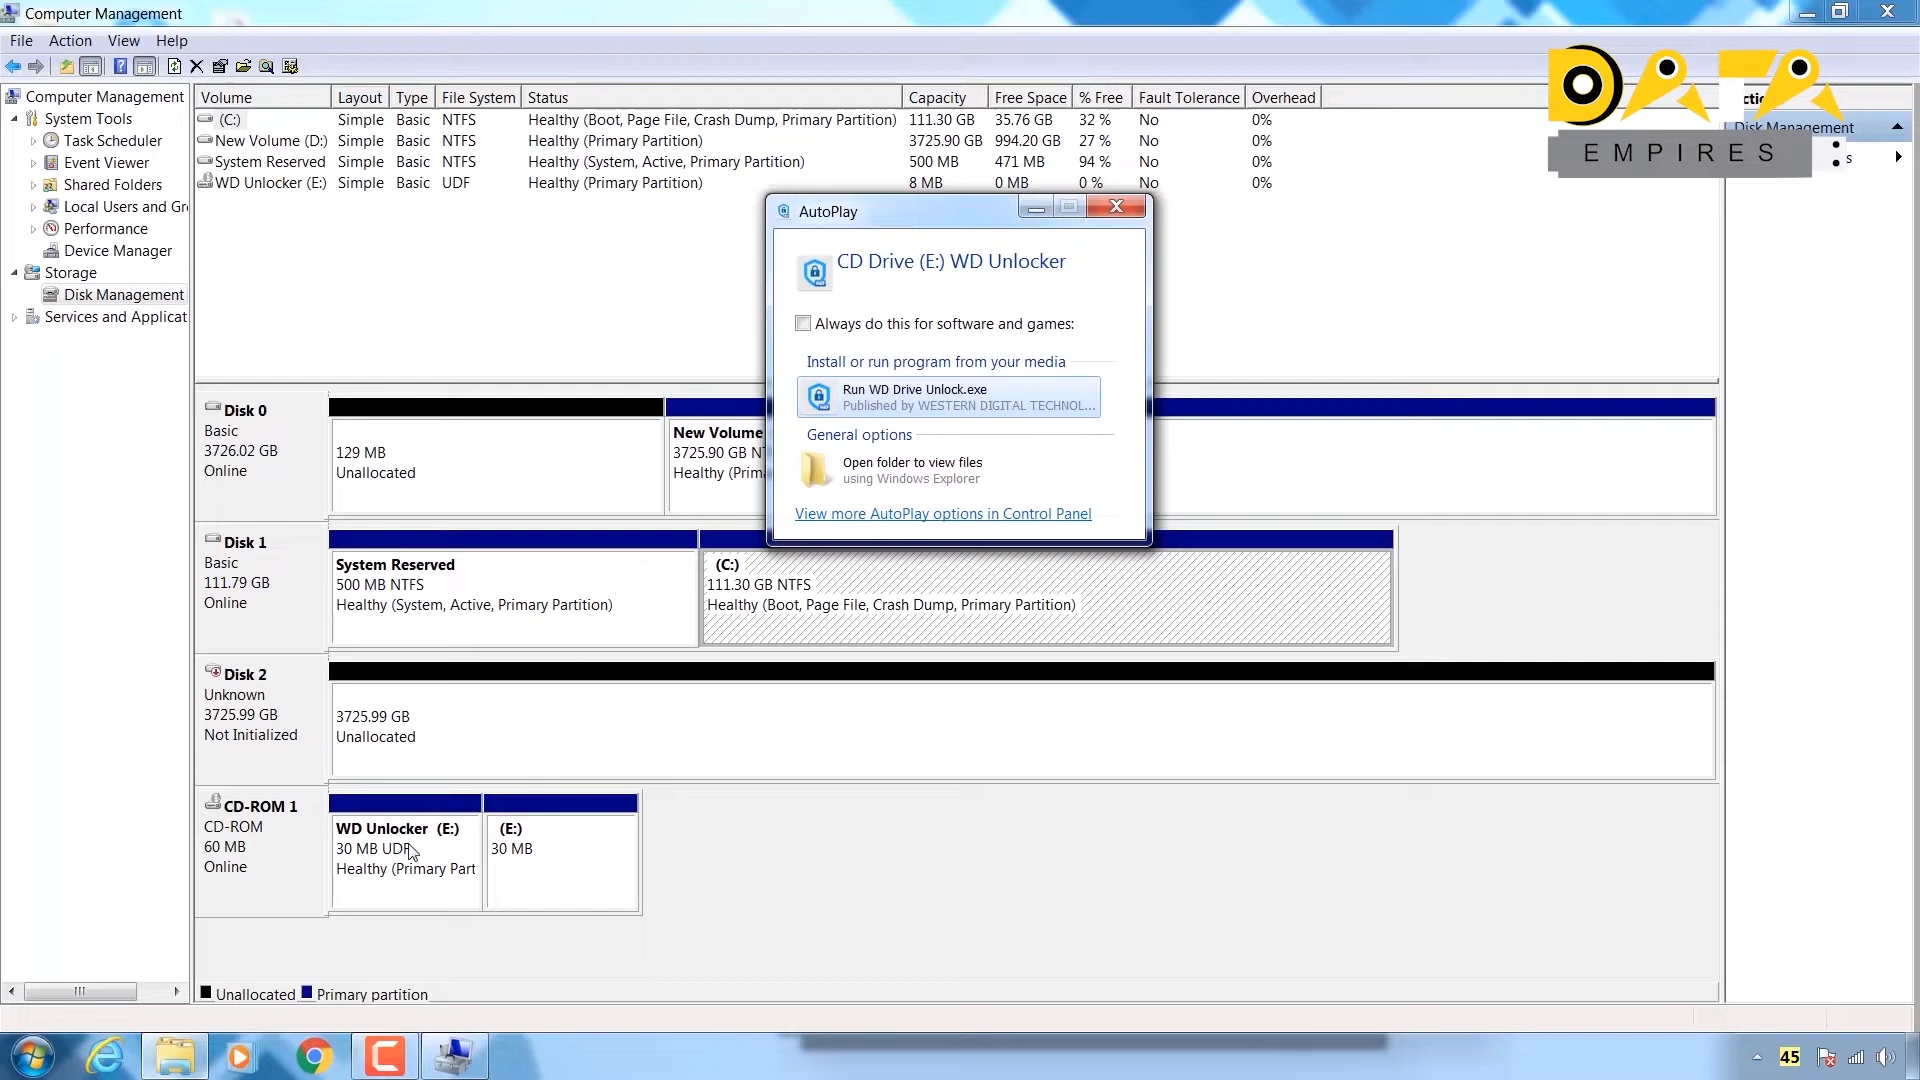 Computer Management
File Action View Help
DATA
EMPIRES
Computer Management
System Tools
Task Scheduler
Event Viewer
Shared Folders
Local Users and Gr
Performance
Device Manager
Storage
Disk Management
Services and Applicat
Volume Layout Type File System Status Capacity Free Space % Free Fault Tolerance Overhead
(C:) Simple Basic NTFS Healthy (Boot, Page File, Crash Dump, Primary Partition) 111.30 GB 35.76 GB 32 % No 0%
New Volume (D:) Simple Basic NTFS Healthy (Primary Partition) 3725.90 GB 994.20 GB 27 % No 0%
System Reserved Simple Basic NTFS Healthy (System, Active, Primary Partition) 500 MB 471 MB 94 % No 0%
WD Unlocker (E:) Simple Basic UDF Healthy (Primary Partition) 8 MB 0 MB 0 % No 0%
Disk Management
AutoPlay
CD Drive (E:) WD Unlocker
Always do this for software and games:
Install or run program from your media
Run WD Drive Unlock.exe
Published by WESTERN DIGITAL TECHNOL...
General options
Open folder to view files
using Windows Explorer
View more AutoPlay options in Control Panel
Disk 0
Basic
3726.02 GB
Online
129 MB
Unallocated
New Volume
3725.90 GB NT
Healthy (Prima
Disk 1
Basic
111.79 GB
Online
System Reserved
500 MB NTFS
Healthy (System, Active, Primary Partition)
(C:)
111.30 GB NTFS
Healthy (Boot, Page File, Crash Dump, Primary Partition)
Disk 2
Unknown
3725.99 GB
Not Initialized
3725.99 GB
Unallocated
CD-ROM 1
CD-ROM
60 MB
Online
WD Unlocker (E:)
30 MB UDF
Healthy (Primary Part
(E:)
30 MB
Unallocated Primary partition
45